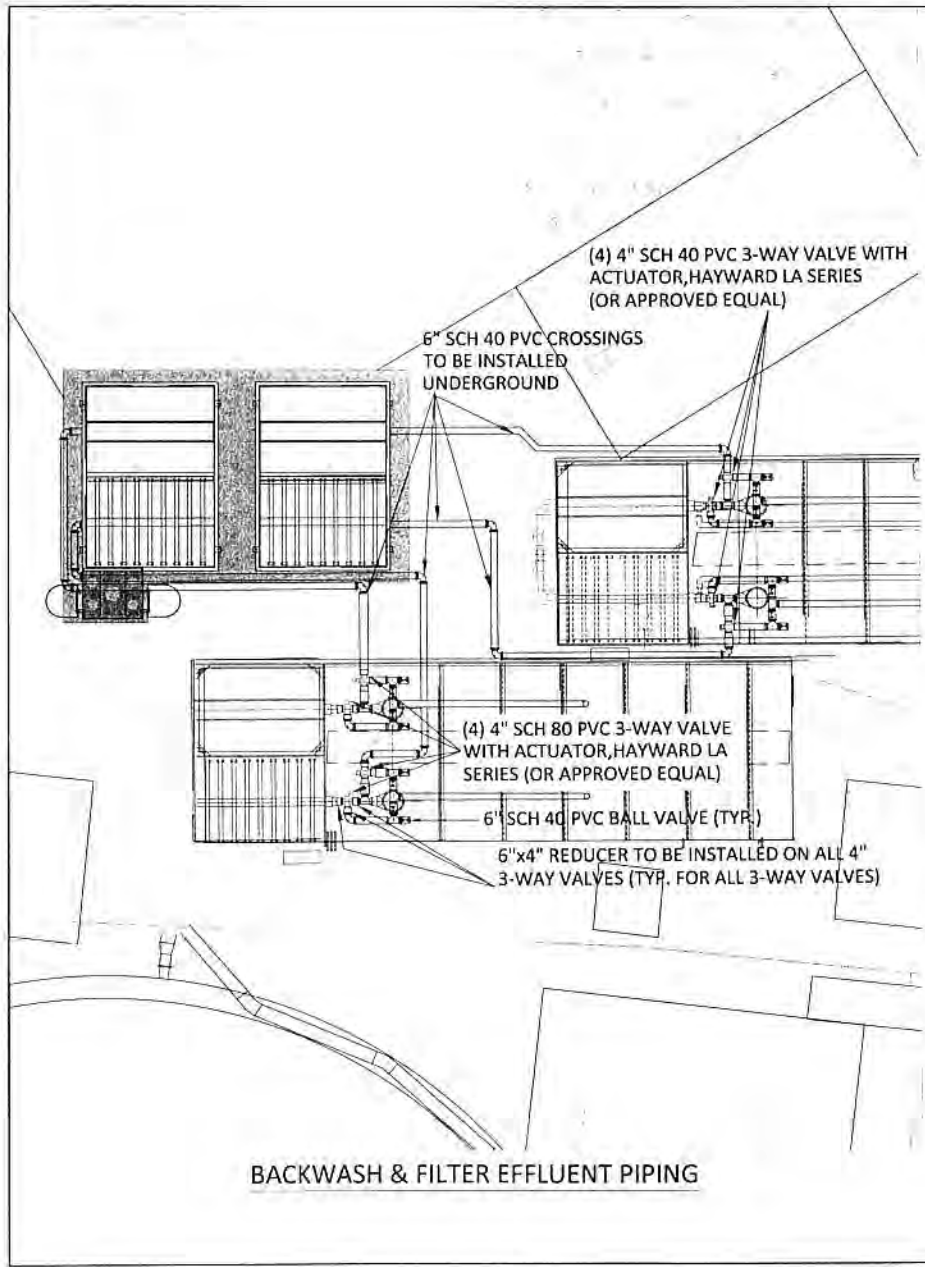 (4) 4" SCH 40 PVC 3-WAY VALVE WITH
ACTUATOR,HAYWARD LA SERIES
(OR APPROVED EQUAL)
6" SCH 40 PVC CROSSINGS
TO BE INSTALLED
UNDERGROUND
(4) 4" SCH 80 PVC 3-WAY VALVE
WITH ACTUATOR,HAYWARD LA
SERIES (OR APPROVED EQUAL)
6" SCH 40 PVC BALL VALVE (TYP.)
6"x4" REDUCER TO BE INSTALLED ON ALL 4"
3-WAY VALVES (TYP. FOR ALL 3-WAY VALVES)
BACKWASH & FILTER EFFLUENT PIPING